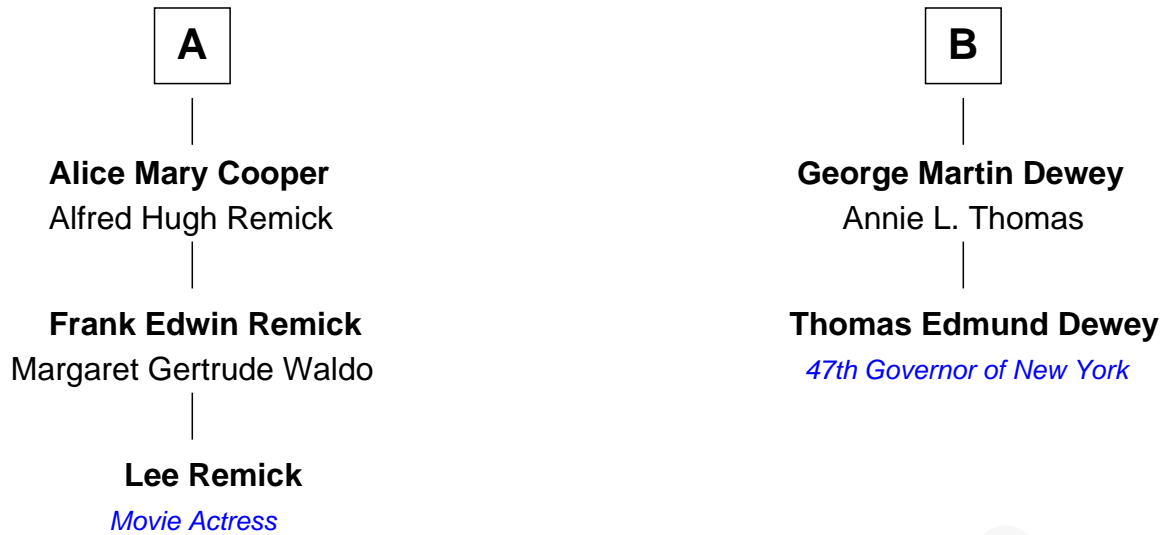 A
Alice Mary Cooper
Alfred Hugh Remick
Frank Edwin Remick
Margaret Gertrude Waldo
Lee Remick
Movie Actress
B
George Martin Dewey
Annie L. Thomas
Thomas Edmund Dewey
47th Governor of New York